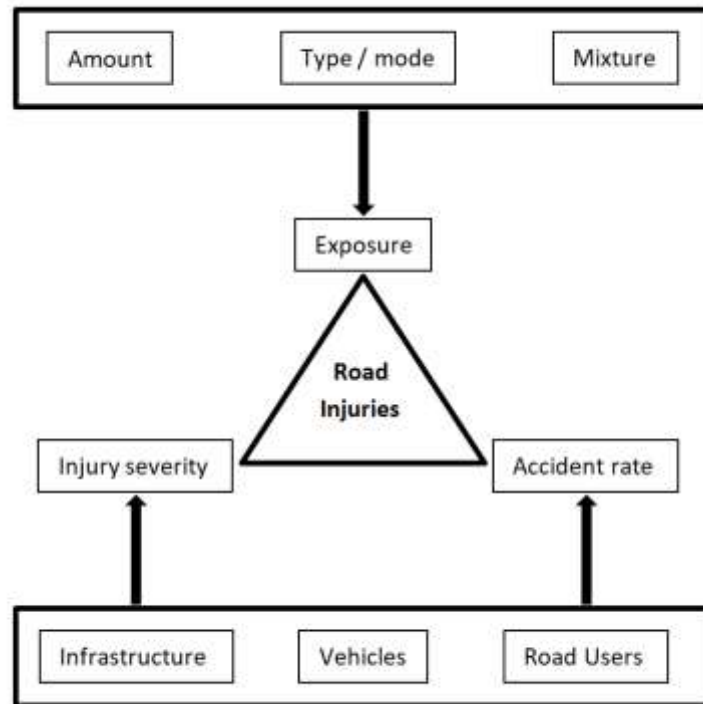 Amount
Type / mode
Mixture
Exposure
Road
Injuries
Injury severity
Accident rate
Infrastructure
Vehicles
Road Users